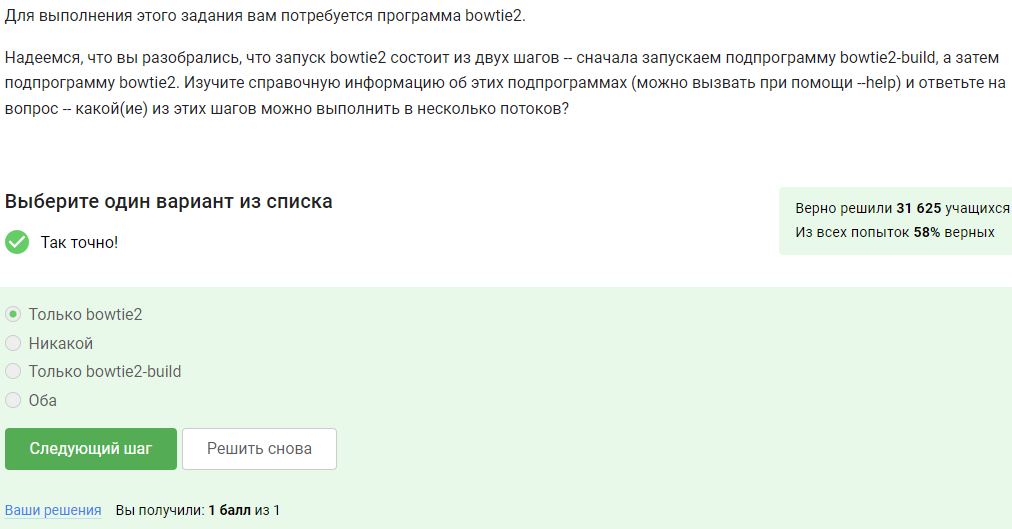 Для выполнения этого задания вам потребуется программа bowtie2.
Надеемся, что вы разобрались, что запуск bowtie2 состоит из двух шагов -- сначала запускаем подпрограмму bowtie2-build, а затем
подпрограмму bowtie2. Изучите справочную информацию об этих подпрограммах (можно вызвать при помощи --help) и ответьте на
вопрос -- какой(ие) из этих шагов можно выполнить в несколько потоков?
Выберите один вариант из списка
Так точно!
Верно решили 31 625 учащихся
Из всех попыток 58% верных
Только bowtie2
Никакой
Только bowtie2-build
Оба
Следующий шаг
Решить снова
Ваши решения Вы получили: 1 балл из 1